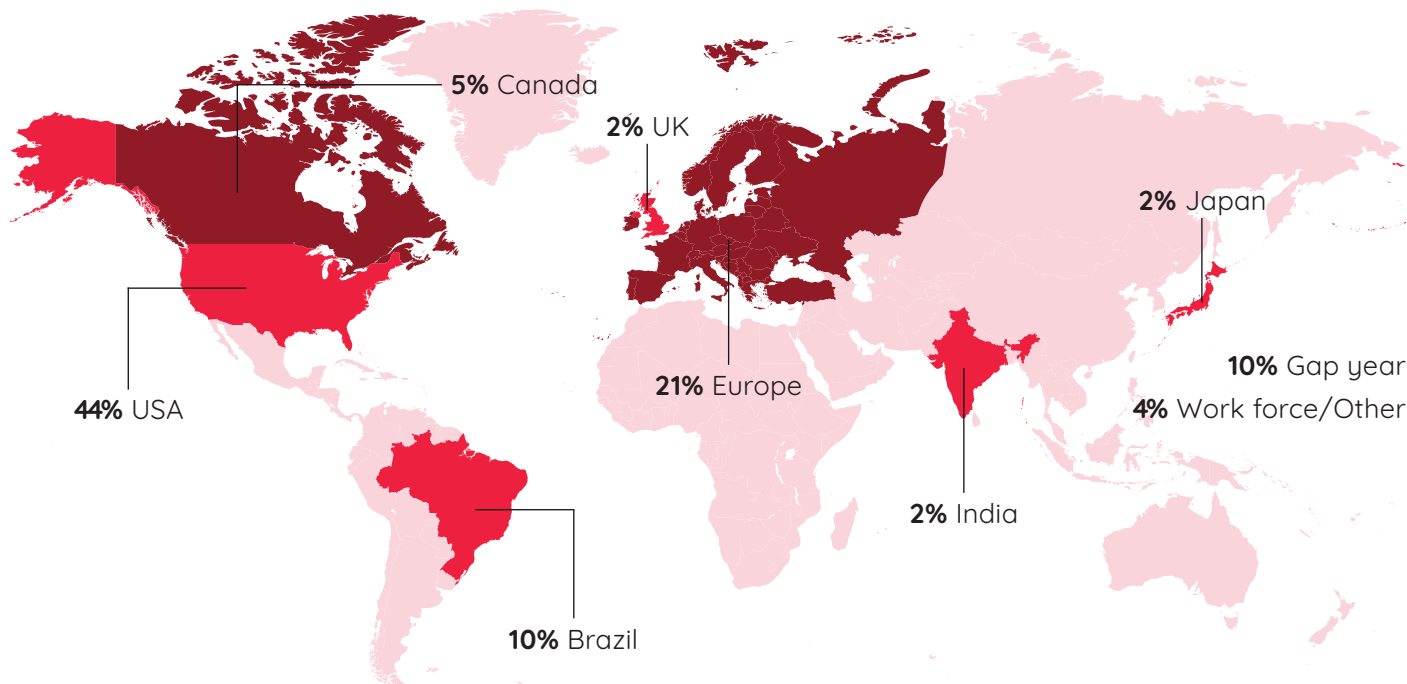 5% Canada
2% UK
2% Japan
10% Gap year
21% Europe
44% USA
4% Work force/Other
2% India
10% Brazil